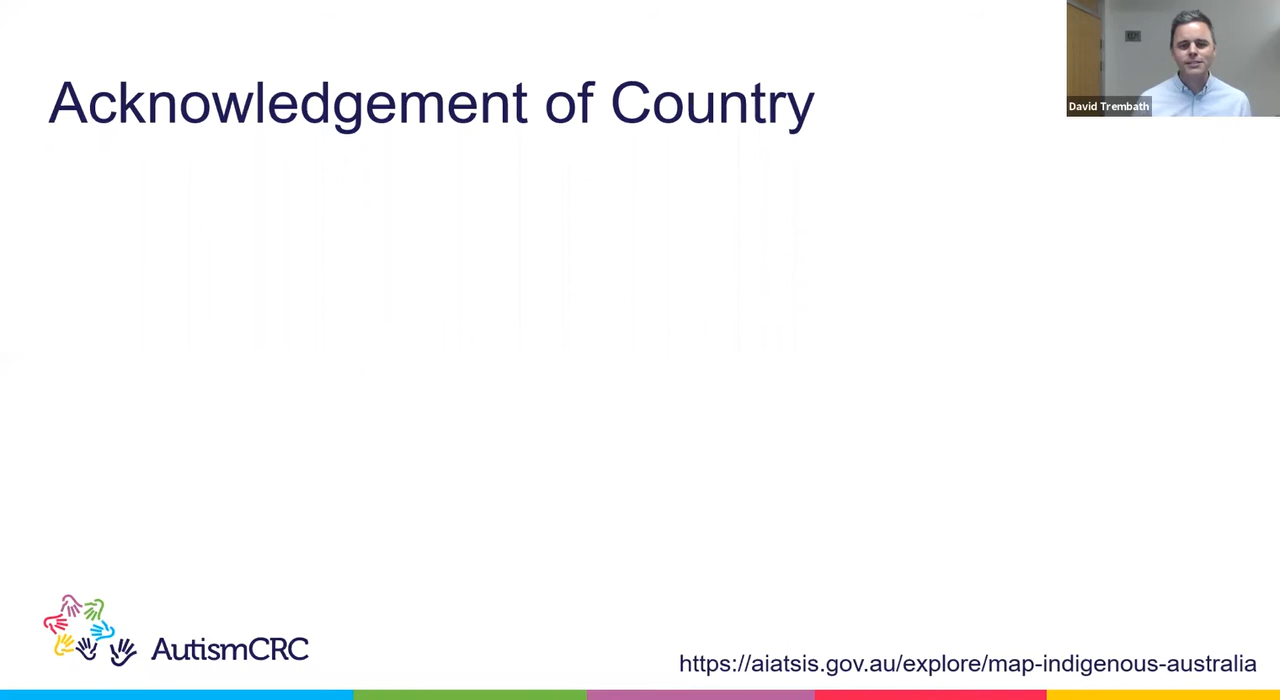 Acknowledgement of Country
David Trembath
AutismCRC
https://aiatsis.gov.au/explore/map-indigenous-australia